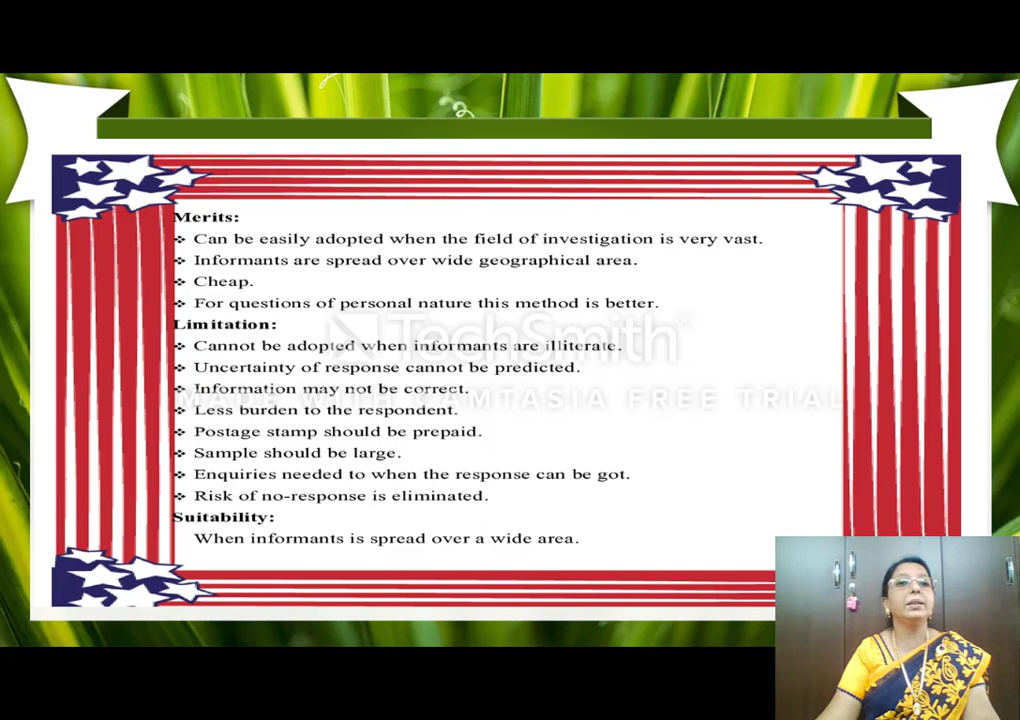 Merits:
❖ Can be easily adopted when the field of investigation is very vast.
❖ Informants are spread over wide geographical area.
❖ Cheap.
❖ For questions of personal nature this method is better.
Limitation:
❖ Cannot be adopted when informants are illiterate.
❖ Uncertainty of response cannot be predicted.
❖ Information may not be correct.
❖ Less burden to the respondent.
❖ Postage stamp should be prepaid.
❖ Sample should be large.
❖ Enquiries needed to when the response can be got.
❖ Risk of no-response is eliminated.
Suitability:
When informants is spread over a wide area.
TechSmith®
MADE WITH CAMTASIA FREE TRIAL